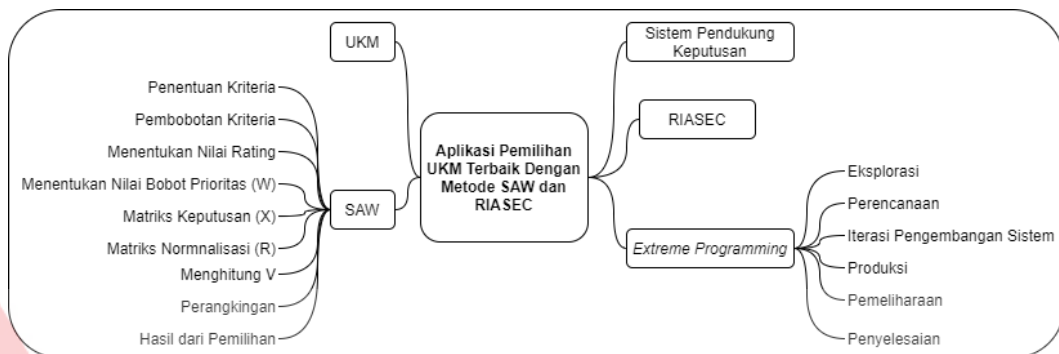 UKM
Penentuan Kriteria
Pembobotan Kriteria
Menentukan Nilai Rating
Menentukan Nilai Bobot Prioritas (W)
Matriks Keputusan (X)
Matriks Normnalisasi (R)
Menghitung V
Perangkingan
Hasil dari Pemilihan
SAW
Aplikasi Pemilihan
UKM Terbaik Dengan
Metode SAW dan
RIASEC
Sistem Pendukung
Keputusan
RIASEC
Extreme Programming
Eksplorasi
Perencanaan
Iterasi Pengembangan Sistem
Produksi
Pemeliharaan
Penyelesaian